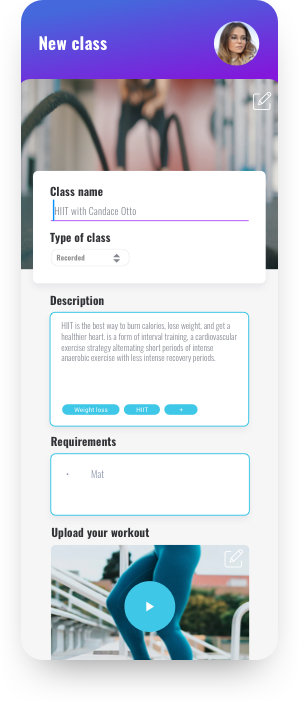 New class
Class name
HIIT with Candace Otto
Type of class
Recorded
Description
HIIT is the best way to burn calories, lose weight, and get a
healthier heart. is a form of interval training, a cardiovascular
exercise strategy alternating short periods of intense
anaerobic exercise with less intense recovery periods.
Weight loss HIIT +
Requirements
• Mat
Upload your workout